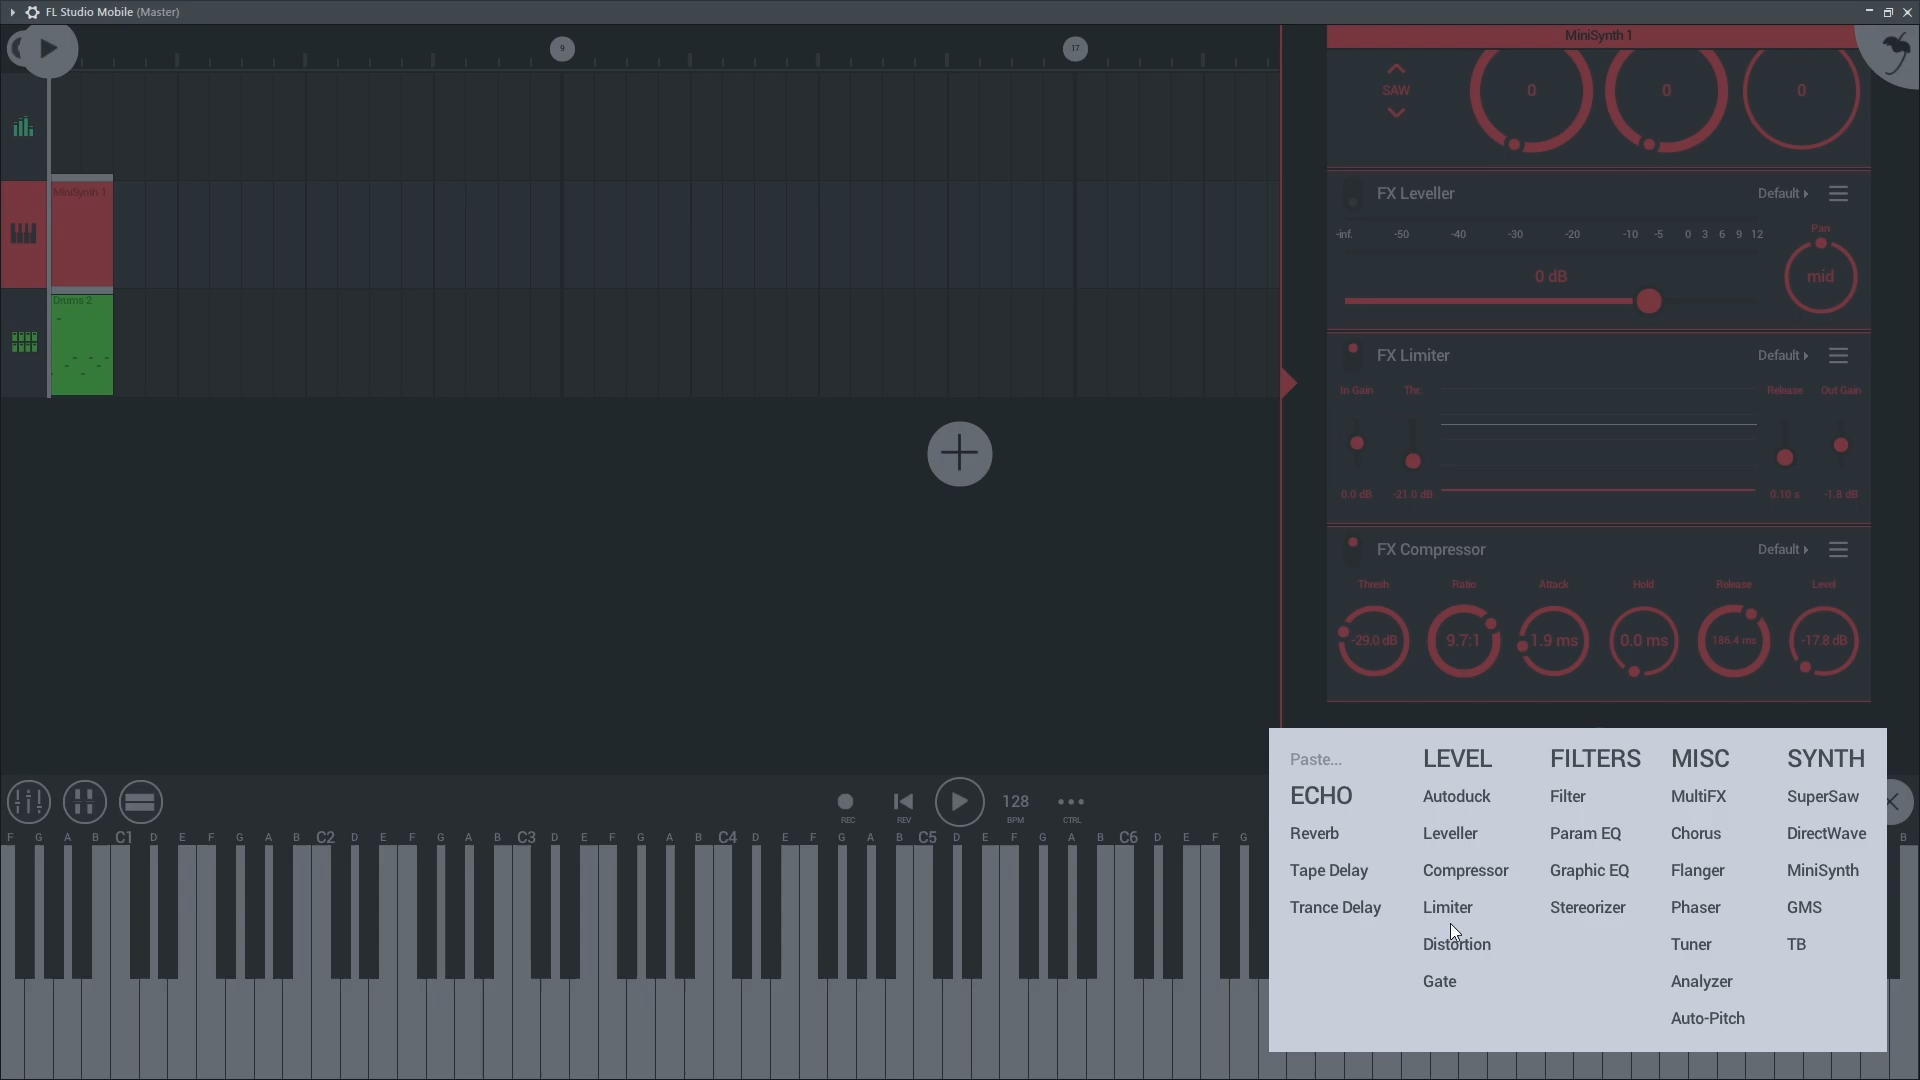 FL Studio Mobile (Master)
9
17
MiniSynth 1
SAW
0
0
0
MiniSynth 1
Drums 2
FX Leveller
Default
-inf.
-50
-40
-30
-20
-10
-5
0
3
6
9
12
Pan
0 dB
mid
FX Limiter
Default
In Gain
Thr.
Release
Out Gain
0.0 dB
-21.0 dB
0.10 s
-1.8 dB
FX Compressor
Default
Thresh
Ratio
Attack
Hold
Release
Level
-29.0 dB
9.7:1
1.9 ms
0.0 ms
186.4 ms
-17.8 dB
Paste...
ECHO
Reverb
Tape Delay
Trance Delay
LEVEL
Autoduck
Leveller
Compressor
Limiter
Distortion
Gate
FILTERS
Filter
Param EQ
Graphic EQ
Stereorizer
MISC
MultiFX
Chorus
Flanger
Phaser
Tuner
Analyzer
Auto-Pitch
SYNTH
SuperSaw
DirectWave
MiniSynth
GMS
TB
REC
REV
128
BPM
CTRL
F G A B C1 D E F G A B C2 D E F G A B C3 D E F G A B C4 D E F G A B C5 D E F G A B C6 D E F G
B